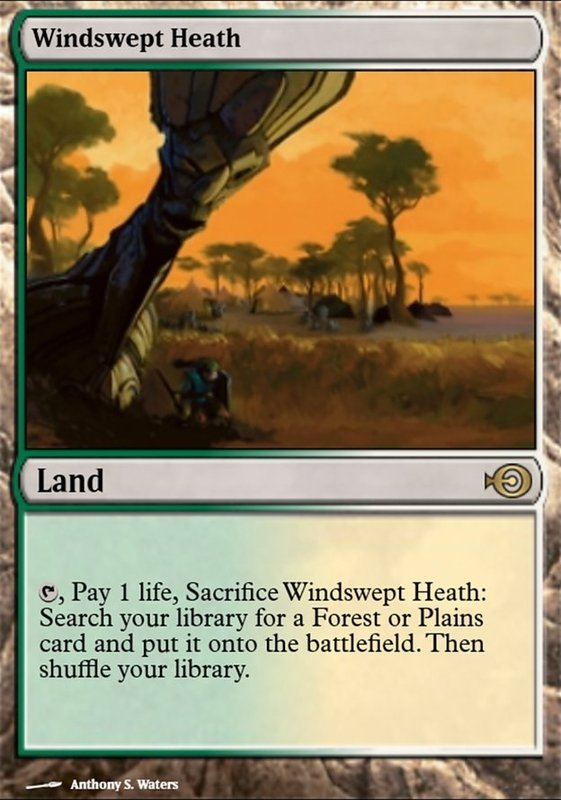 Windswept Heath
Land
, Pay 1 life, Sacrifice Windswept Heath:
Search your library for a Forest or Plains
card and put it onto the battlefield. Then
shuffle your library.
Anthony S. Waters